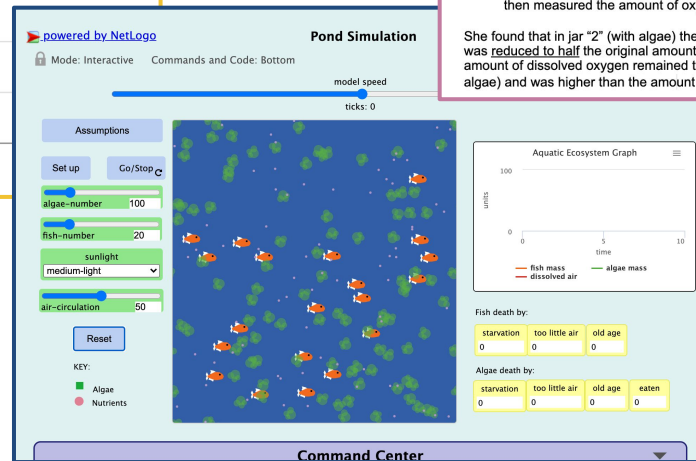 then measured the amount of ox
She found that in jar “2” (with algae) the
was reduced to half the original amount
amount of dissolved oxygen remained t
algae) and was higher than the amount
powered by NetLogo
Pond Simulation
Mode: Interactive Commands and Code: Bottom
model speed
ticks: 0
Assumptions
Set up Go/Stop
algae-number 100
fish-number 20
sunlight
medium-light
air-circulation 50
Reset
KEY:
Algae
Nutrients
Aquatic Ecosystem Graph
100
units
0
0 5 10
time
fish mass algae mass
dissolved air
Fish death by:
starvation too little air old age
0 0 0
Algae death by:
starvation too little air old age eaten
0 0 0 0
Command Center